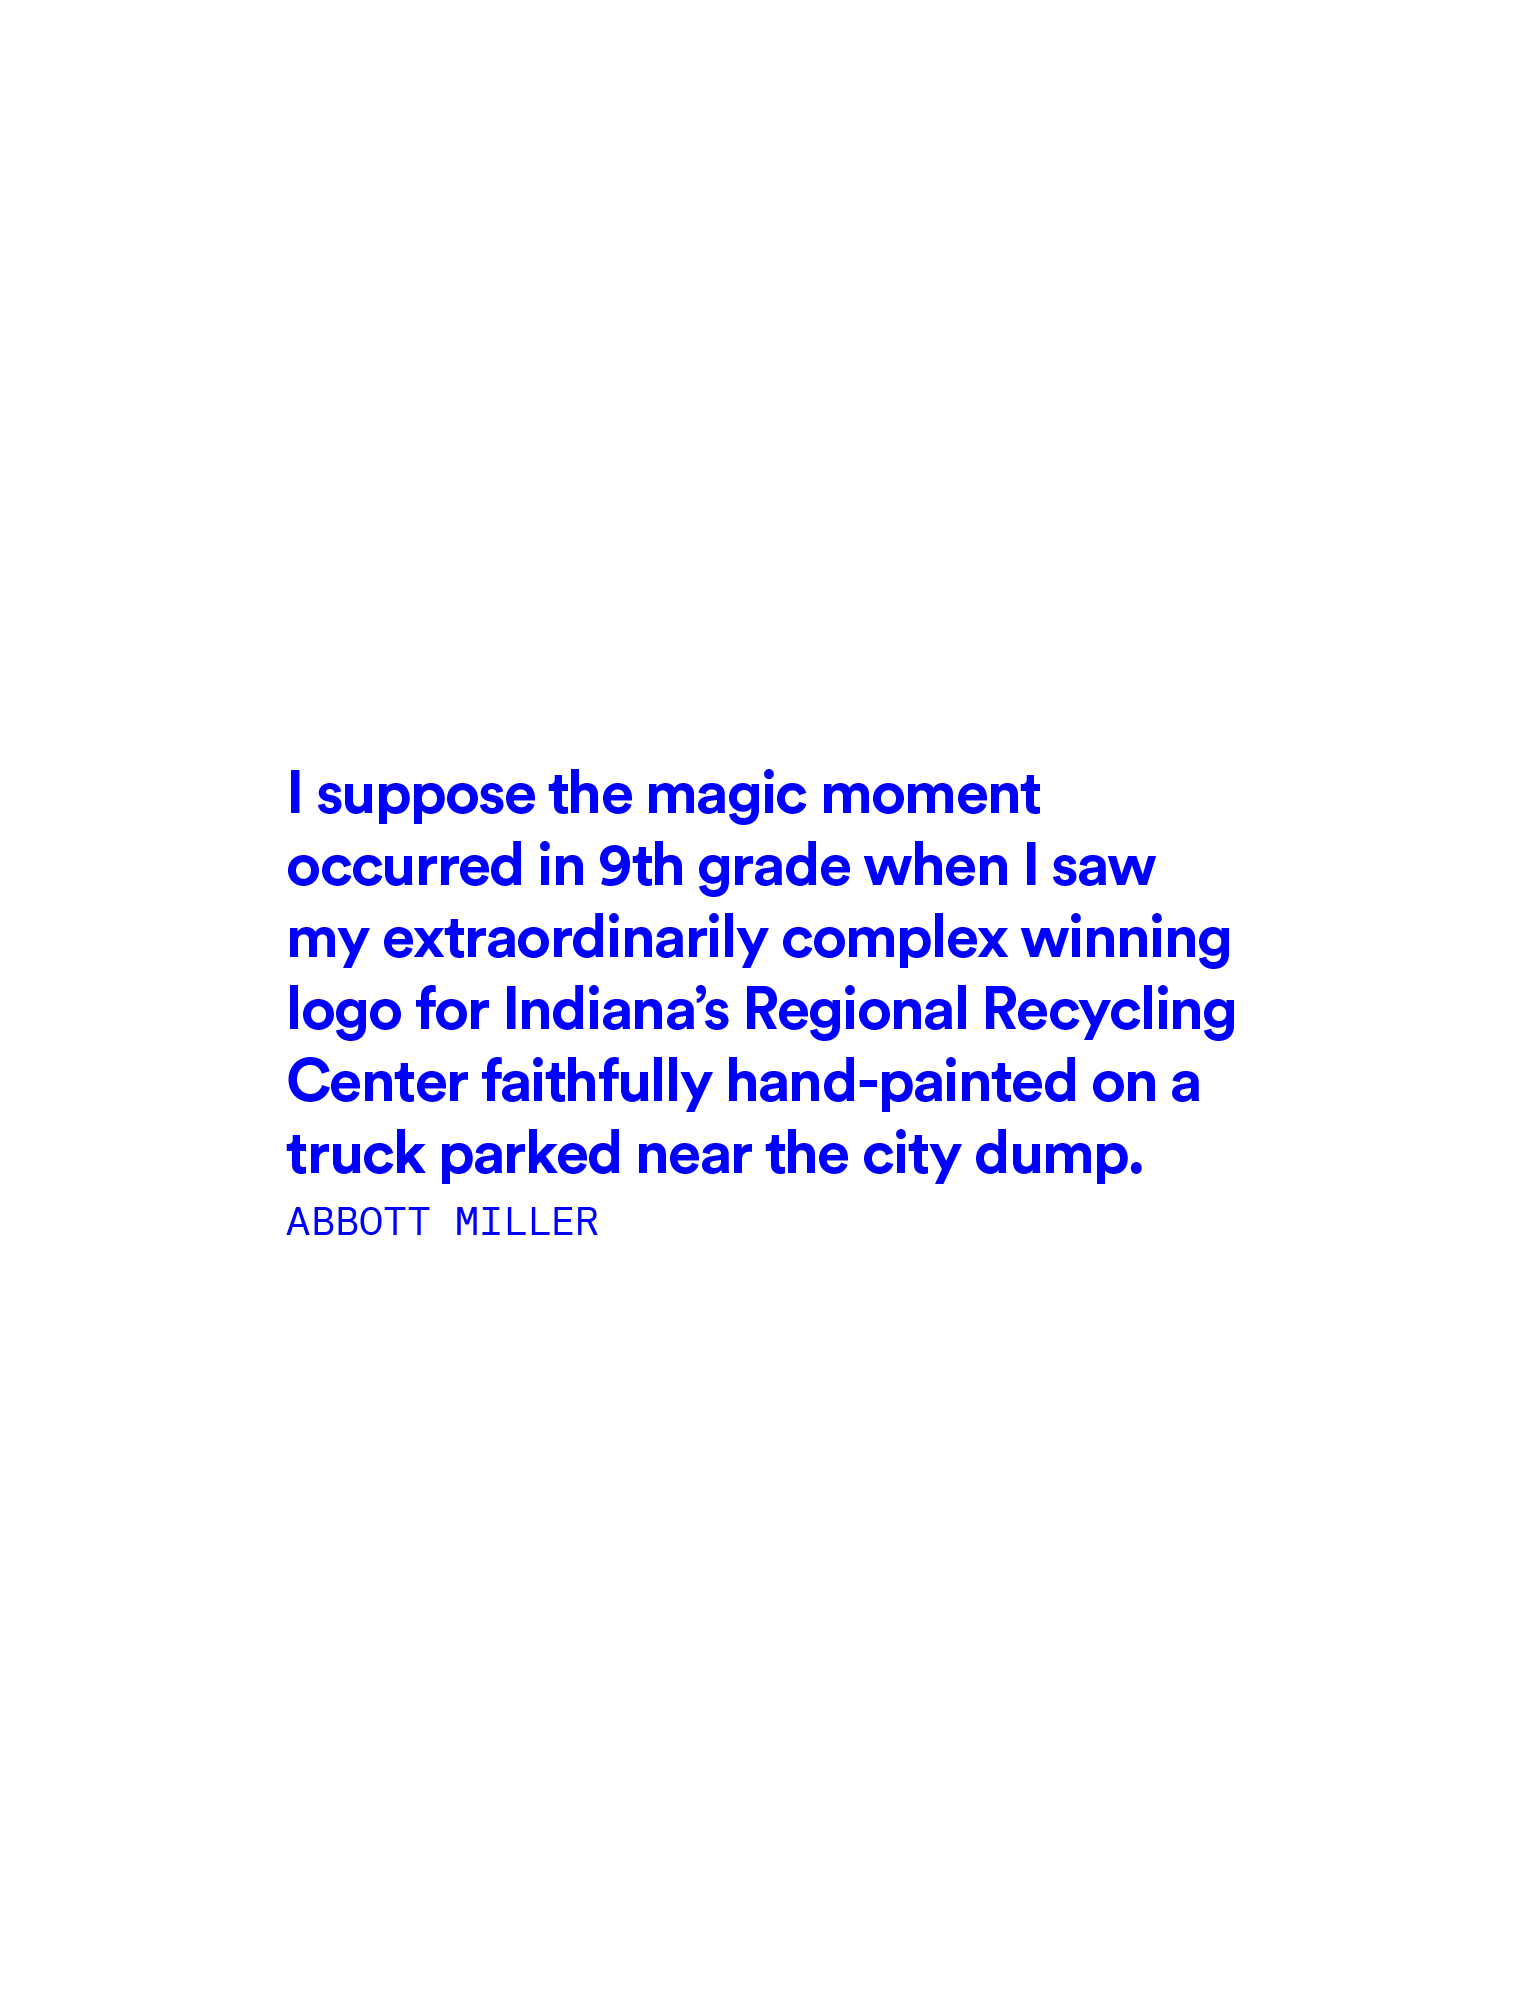 I suppose the magic moment
occurred in 9th grade when I saw
my extraordinarily complex winning
logo for Indiana’s Regional Recycling
Center faithfully hand-painted on a
truck parked near the city dump.
ABBOTT MILLER